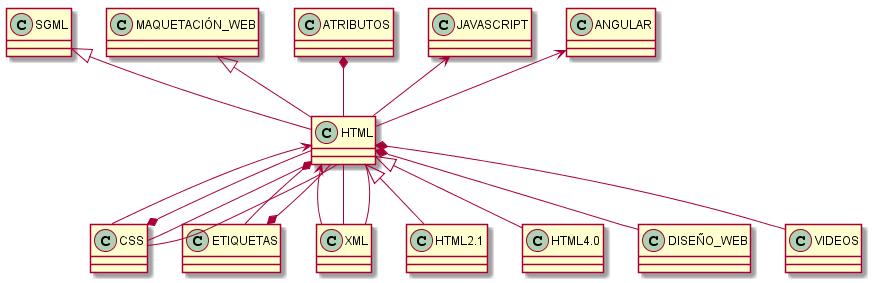 C SGML
C MAQUETACIÓN_WEB
C ATRIBUTOS
C JAVASCRIPT
C ANGULAR
C HTML
C CSS
C ETIQUETAS
C XML
C HTML2.1
C HTML4.0
C DISEÑO_WEB
C VIDEOS